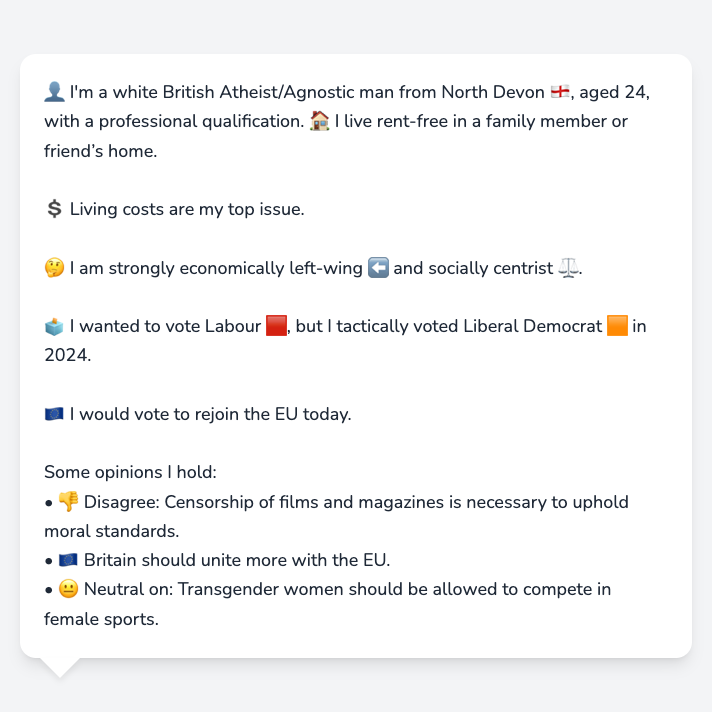 👤 I'm a white British Atheist/Agnostic man from North Devon 🏴󠁧󠁢󠁥󠁮󠁧󠁿, aged 24,
with a professional qualification. 🏠 I live rent-free in a family member or
friend's home.
💲 Living costs are my top issue.
🤔 I am strongly economically left-wing ⬅️ and socially centrist ⚖️.
🗳️ I wanted to vote Labour 🟥, but I tactically voted Liberal Democrat 🟧 in
2024.
🇪🇺 I would vote to rejoin the EU today.
Some opinions I hold:
• 👎 Disagree: Censorship of films and magazines is necessary to uphold
moral standards.
• 🇪🇺 Britain should unite more with the EU.
• 😐 Neutral on: Transgender women should be allowed to compete in
female sports.